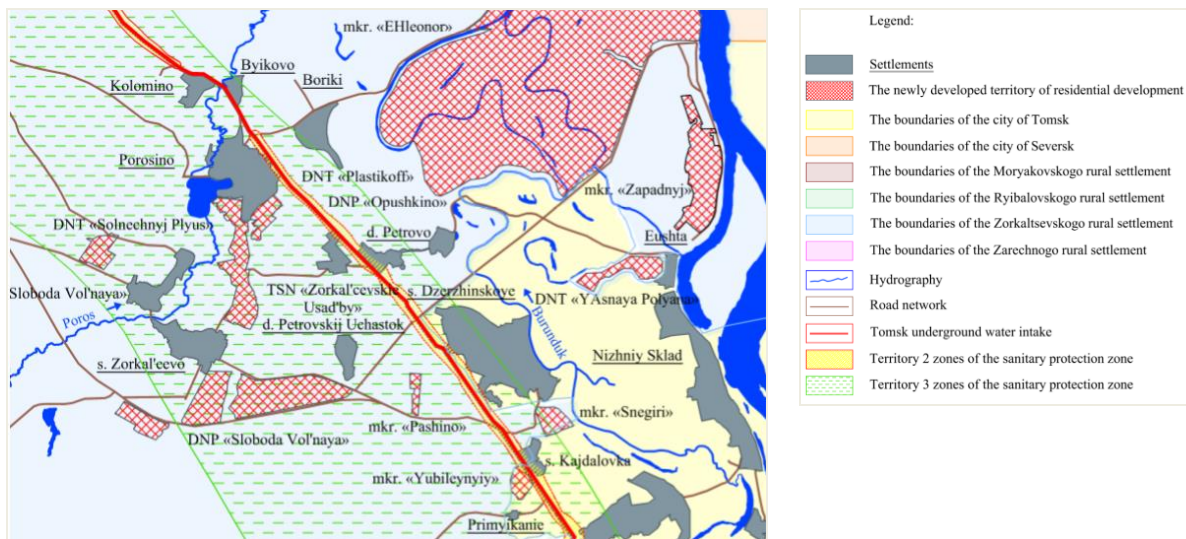 mkr. «EHleonor»
Byikovo
Kolomino
Boriki
Porosino
DNT «Plastikoff»
DNP «Opushkino»
mkr. «Zapadnyj»
DNT «Solnechnyj Plyus»
d. Petrovo
Eushta
Sloboda Vol'naya»
TSN «Zorkal'cevskie
Usad'by»
s. Dzerzhinskoye
DNT «YAsnaya Polyana»
Poros
d. Petrovskij Uchastok
Burunduk
Nizhniy Sklad
s. Zorkal'cevo
mkr. «Snegiri»
mkr. «Pashino»
DNP «Sloboda Vol'naya»
s. Kajdalovka
mkr. «Yubileynyiy»
Primyikanie
Legend:
Settlements
The newly developed territory of residential development
The boundaries of the city of Tomsk
The boundaries of the city of Seversk
The boundaries of the Moryakovskogo rural settlement
The boundaries of the Ryibalovskogo rural settlement
The boundaries of the Zorkaltsevskogo rural settlement
The boundaries of the Zarechnogo rural settlement
Hydrography
Road network
Tomsk underground water intake
Territory 2 zones of the sanitary protection zone
Territory 3 zones of the sanitary protection zone